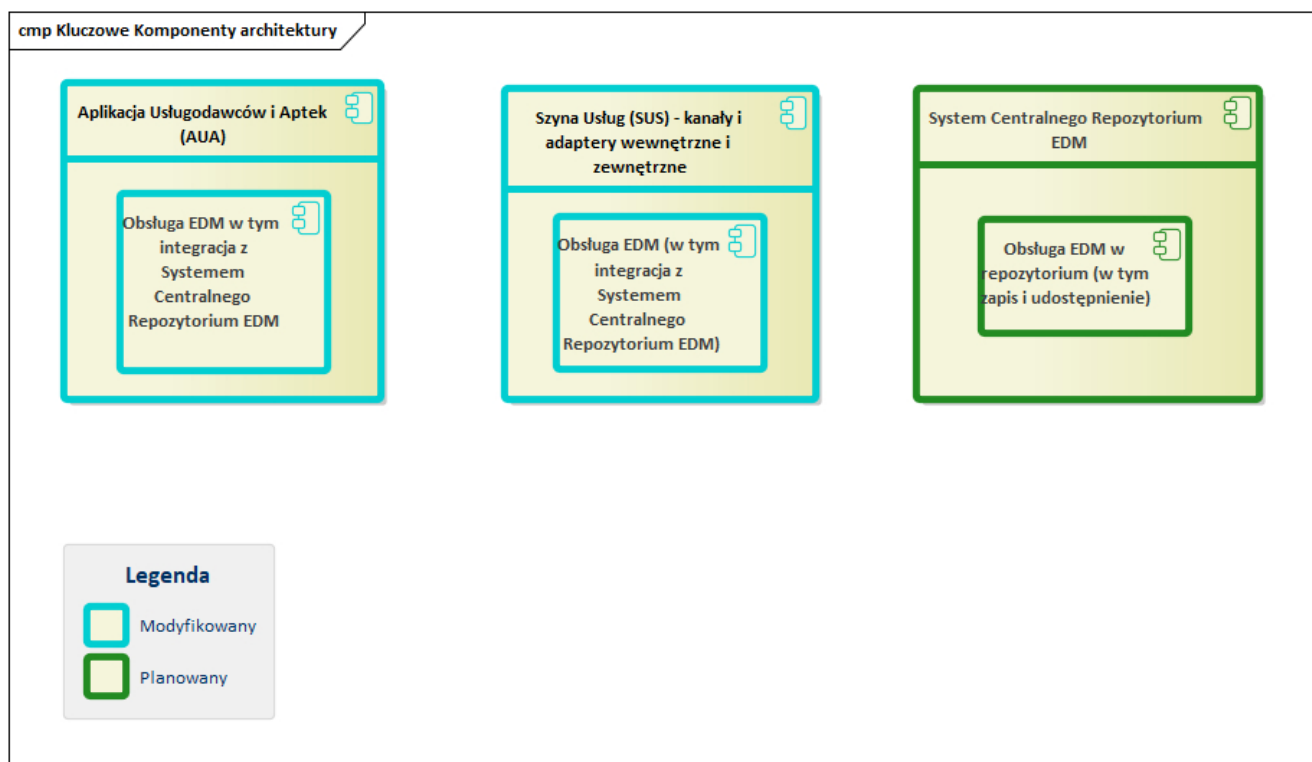 cmp Kluczowe Komponenty architektury
Aplikacja Usługodawców i Aptek
(AUA)
Obsługa EDM w tym
integracja z
Systemem
Centralnego
Repozytorium EDM
Szyna Usług (SUS) - kanały i
adaptery wewnętrzne i
zewnętrzne
Obsługa EDM (w tym
integracja z
Systemem
Centralnego
Repozytorium EDM)
System Centralnego Repozytorium
EDM
Obsługa EDM w
repozytorium (w tym
zapis i udostępnienie)
Legenda
Modyfikowany
Planowany